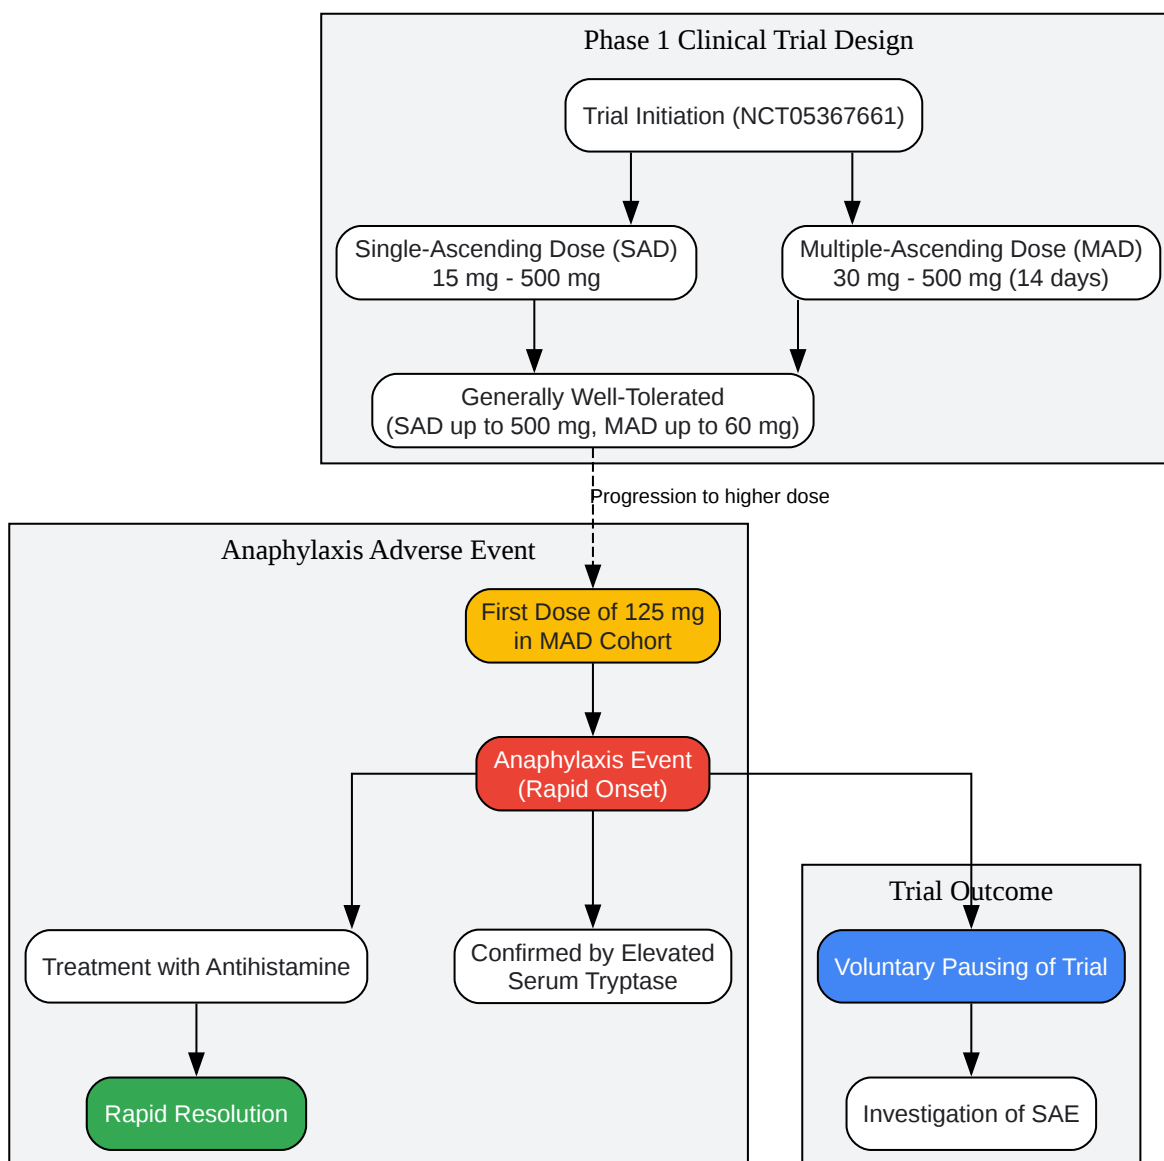 Phase 1 Clinical Trial Design
Trial Initiation (NCT05367661)
Single-Ascending Dose (SAD)
15 mg - 500 mg
Multiple-Ascending Dose (MAD)
30 mg - 500 mg (14 days)
Generally Well-Tolerated
(SAD up to 500 mg, MAD up to 60 mg)
Progression to higher dose
Anaphylaxis Adverse Event
First Dose of 125 mg
in MAD Cohort
Anaphylaxis Event
(Rapid Onset)
Treatment with Antihistamine
Confirmed by Elevated
Serum Tryptase
Rapid Resolution
Trial Outcome
Voluntary Pausing of Trial
Investigation of SAE